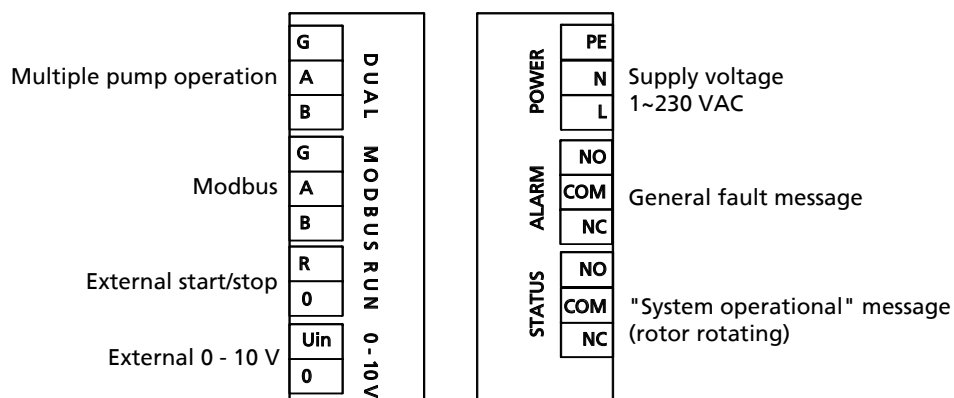 Multiple pump operation
G
A
B
DUAL
Modbus
G
A
B
MODBUS
External start/stop
R
0
RUN
External 0 - 10 V
Uin
0
0-10V
POWER
PE
N
L
Supply voltage
1~230 VAC
ALARM
NO
COM
NC
General fault message
STATUS
NO
COM
NC
"System operational" message
(rotor rotating)